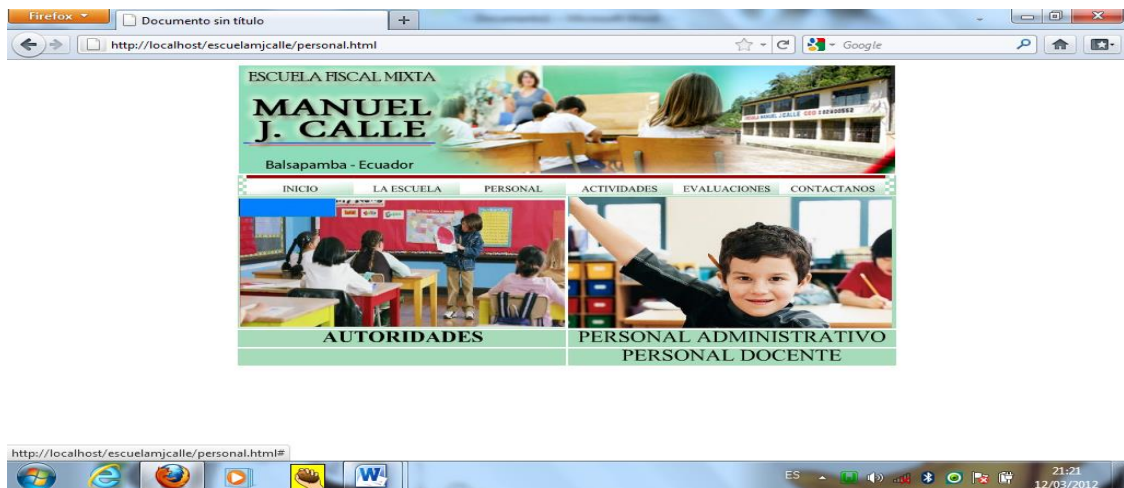 Firefox
Documento sin título
http://localhost/escuelamjcalle/personal.html
Google
ESCUELA FISCAL MIXTA
MANUEL
J. CALLE
Balsapamba - Ecuador
INICIO LA ESCUELA PERSONAL ACTIVIDADES EVALUACIONES CONTACTANOS
AUTORIDADES
PERSONAL ADMINISTRATIVO
PERSONAL DOCENTE
http://localhost/escuelamjcalle/personal.html#
ES
21:21
12/03/2012